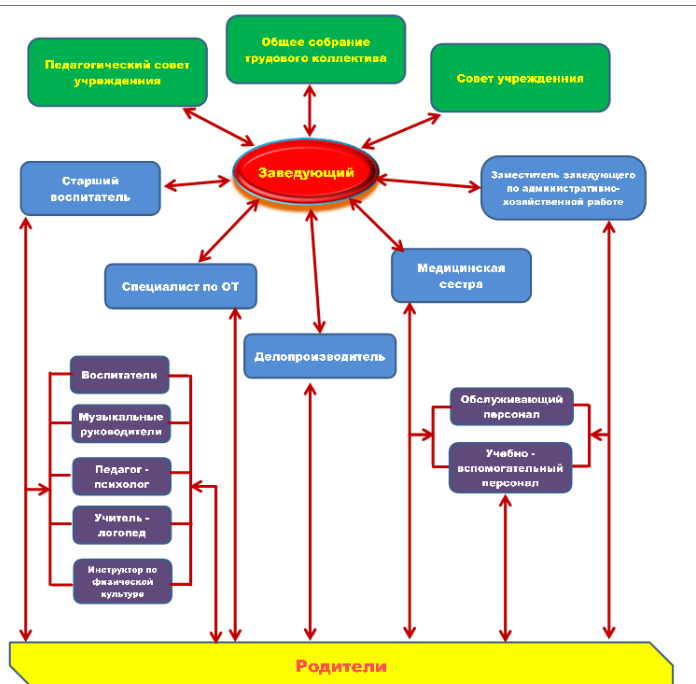 Общее собрание
трудового коллектива
Педагогический совет
учрежденния
Совет учрежденния
Заведующий
Старший
воспитатель
Заместитель заведующего
по административно-
хозяйственной работе
Специалист по ОТ
Медицинская
сестра
Делопроизводитель
Воспитатели
Музыкальные
руководители
Педагог -
психолог
Учитель -
логопед
Инструктор по
физической
культуре
Обслуживающий
персонал
Учебно -
вспомогательный
персонал
Родители